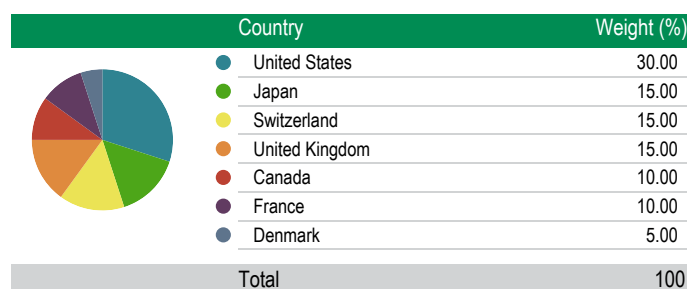 Country Weight (%)
United States 30.00
Japan 15.00
Switzerland 15.00
United Kingdom 15.00
Canada 10.00
France 10.00
Denmark 5.00
Total 100